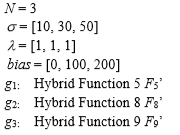 N = 3
σ = [10, 30, 50]
λ = [1, 1, 1]
bias = [0, 100, 200]
g₁: Hybrid Function 5 F₅’
g₂: Hybrid Function 8 F₈’
g₃: Hybrid Function 9 F₉’